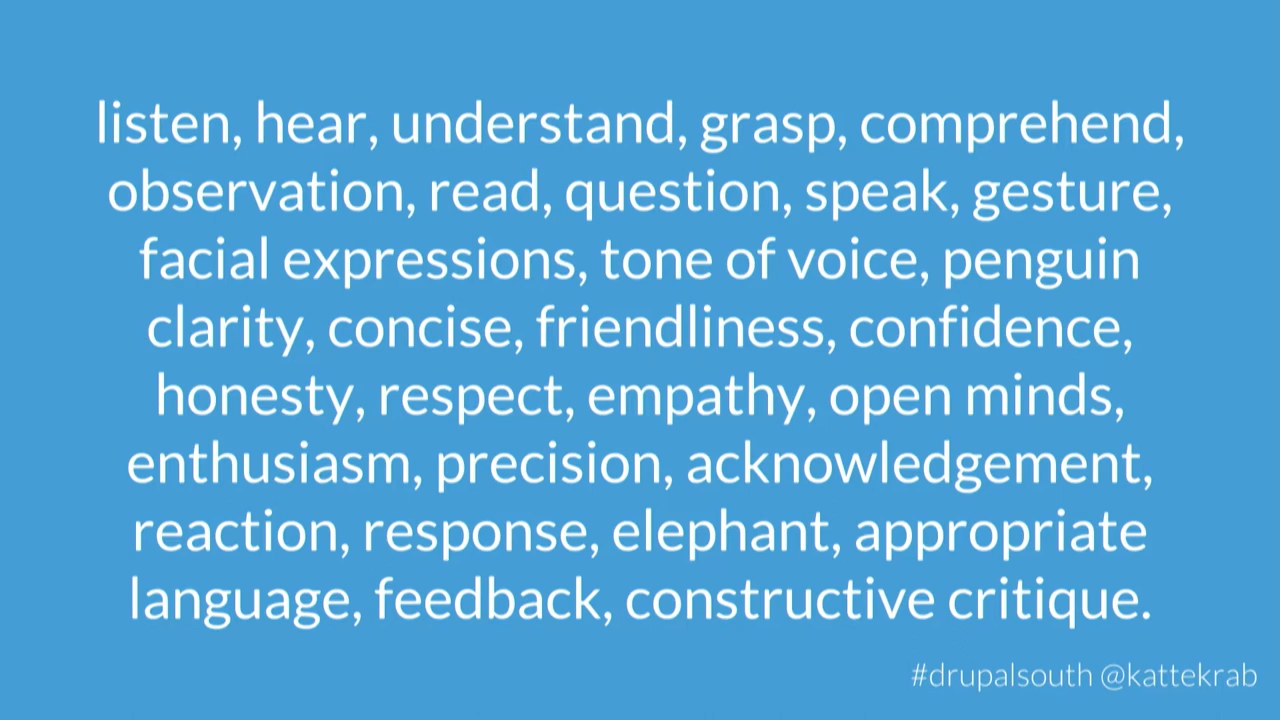 listen, hear, understand, grasp, comprehend,
observation, read, question, speak, gesture,
facial expressions, tone of voice, penguin
clarity, concise, friendliness, confidence,
honesty, respect, empathy, open minds,
enthusiasm, precision, acknowledgement,
reaction, response, elephant, appropriate
language, feedback, constructive critique.
#drupalsouth @kattekrab